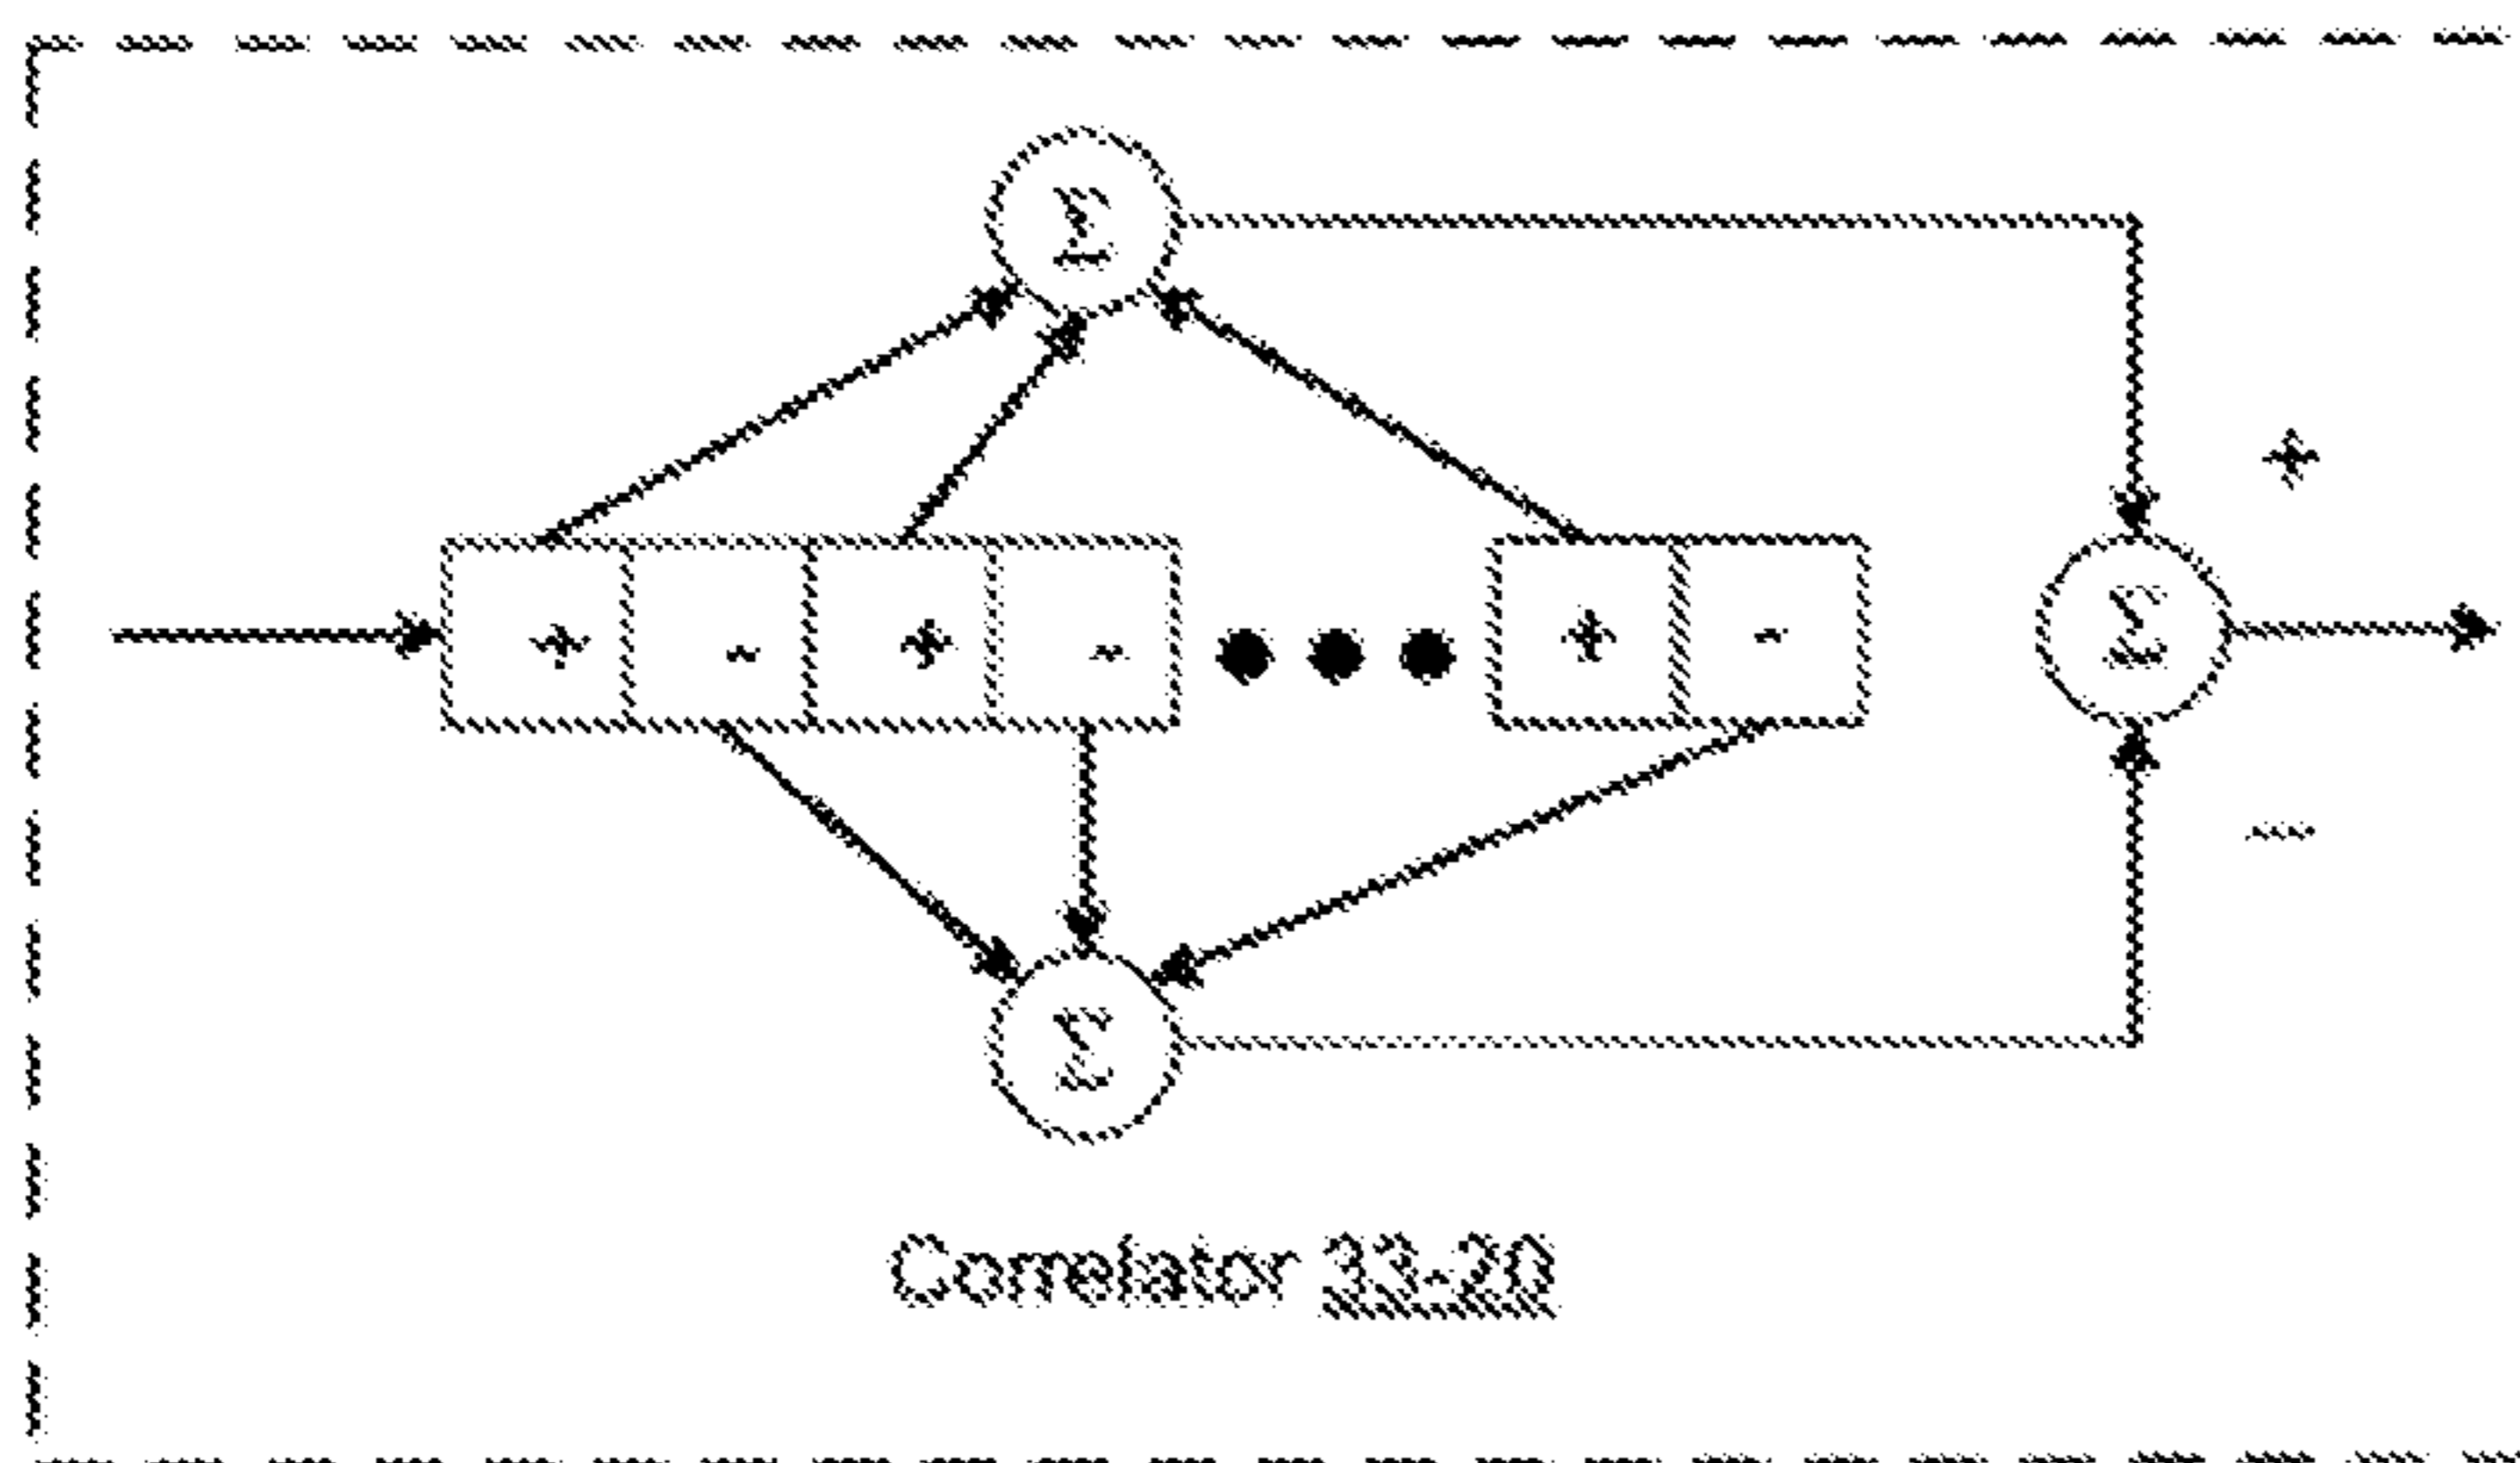 Σ
+
+ - + - + -
Σ
−
Σ
Correlator 33-20